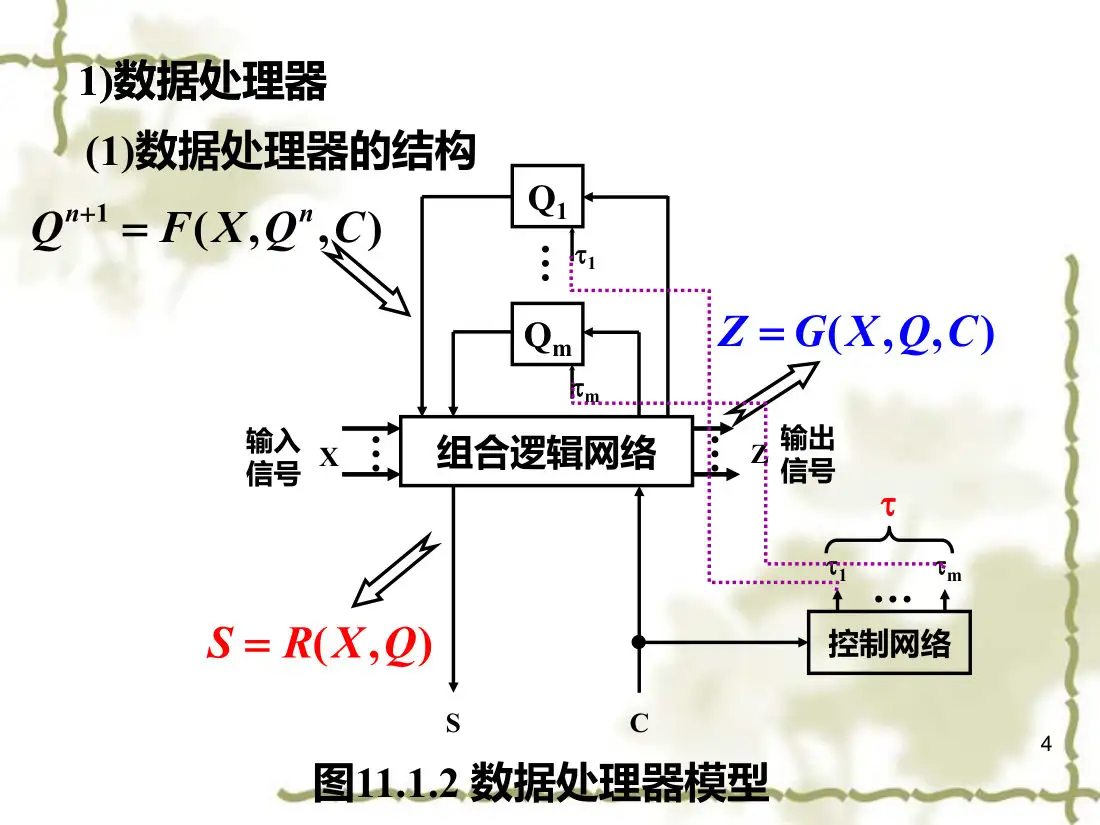 1)数据处理器
(1)数据处理器的结构
Qⁿ⁺¹ = F(X,Qⁿ,C)
Q₁
τ₁
Qₘ
τₘ
Z = G(X,Q,C)
输入
信号
X
组合逻辑网络
Z
输出
信号
τ
τ₁
τₘ
控制网络
S = R(X,Q)
S
C
4
图11.1.2 数据处理器模型